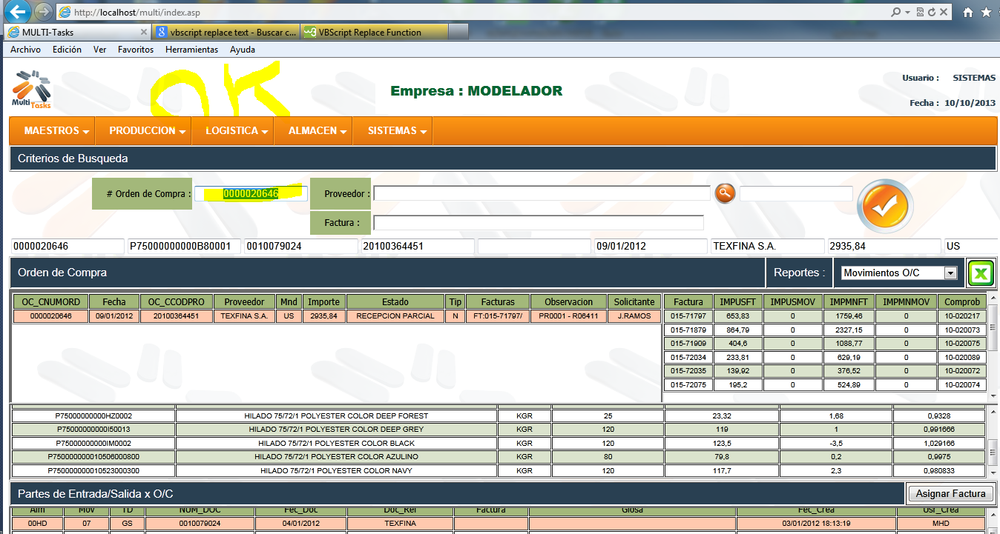 http://localhost/multi/index.asp
MULTI-Tasks
vbscript replace text - Buscar c...
VBScript Replace Function
Archivo Edición Ver Favoritos Herramientas Ayuda
Multi Tasks
OK
Empresa : MODELADOR
Usuario : SISTEMAS
Fecha : 10/10/2013
MAESTROS PRODUCCION LOGISTICA ALMACEN SISTEMAS
Criterios de Busqueda
# Orden de Compra : 0000020646 Proveedor :
Factura :
0000020646 P75000000000B80001 0010079024 20100364451 09/01/2012 TEXFINA S.A. 2935,84 US
Orden de Compra Reportes : Movimientos O/C
OC_CNUMORD Fecha OC_CCODPRO Proveedor Mnd Importe Estado Tip Facturas Observacion Solicitante
0000020646 09/01/2012 20100364451 TEXFINA S.A. US 2935,84 RECEPCION PARCIAL N FT:015-71797/ PR0001 - R06411 J.RAMOS
Factura IMPUSFT IMPUSMOV IMPMNFT IMPMNMOV Comprob
015-71797 653,83 0 1759,46 0 10-020217
015-71879 864,79 0 2327,15 0 10-020073
015-71909 404,6 0 1088,77 0 10-020075
015-72034 233,81 0 629,19 0 10-020089
015-72035 139,92 0 376,52 0 10-020072
015-72075 195,2 0 524,89 0 10-020074
P75000000000HZ0002 HILADO 75/72/1 POLYESTER COLOR DEEP FOREST KGR 25 23,32 1,68 0,9328
P75000000000I50013 HILADO 75/72/1 POLYESTER COLOR DEEP GREY KGR 120 119 1 0,991666
P75000000000IM0002 HILADO 75/72/1 POLYESTER COLOR BLACK KGR 120 123,5 -3,5 1,029166
P750000000010506000800 HILADO 75/72/1 POLYESTER COLOR AZULINO KGR 80 79,8 0,2 0,9975
P750000000010523000300 HILADO 75/72/1 POLYESTER COLOR NAVY KGR 120 117,7 2,3 0,980833
Partes de Entrada/Salida x O/C Asignar Factura
Alm Mov TD NUM_DOC Fec_Doc Doc_Ref Factura Glosa Fec_Crea Usr_Crea
00HD 07 GS 0010079024 04/01/2012 TEXFINA 03/01/2012 18:13:19 MHD